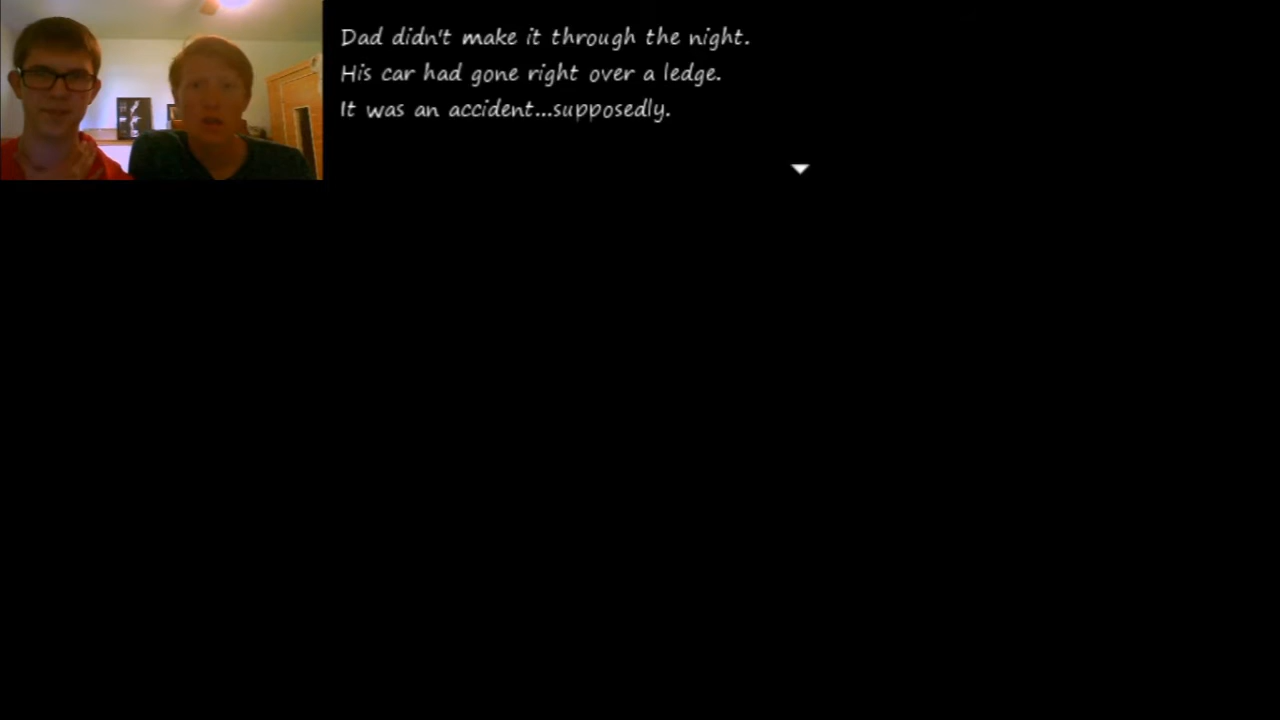 Dad didn't make it through the night.
His car had gone right over a ledge.
It was an accident...supposedly.